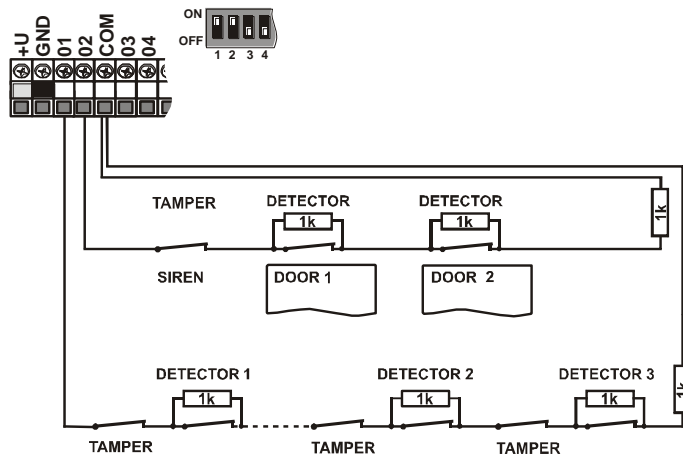 ON
OFF
1 2 3 4
+U GND 01 02 COM 03 04
TAMPER DETECTOR DETECTOR
1k 1k
1k
SIREN DOOR 1 DOOR 2
DETECTOR 1 DETECTOR 2 DETECTOR 3
1k 1k 1k
1k
TAMPER TAMPER TAMPER